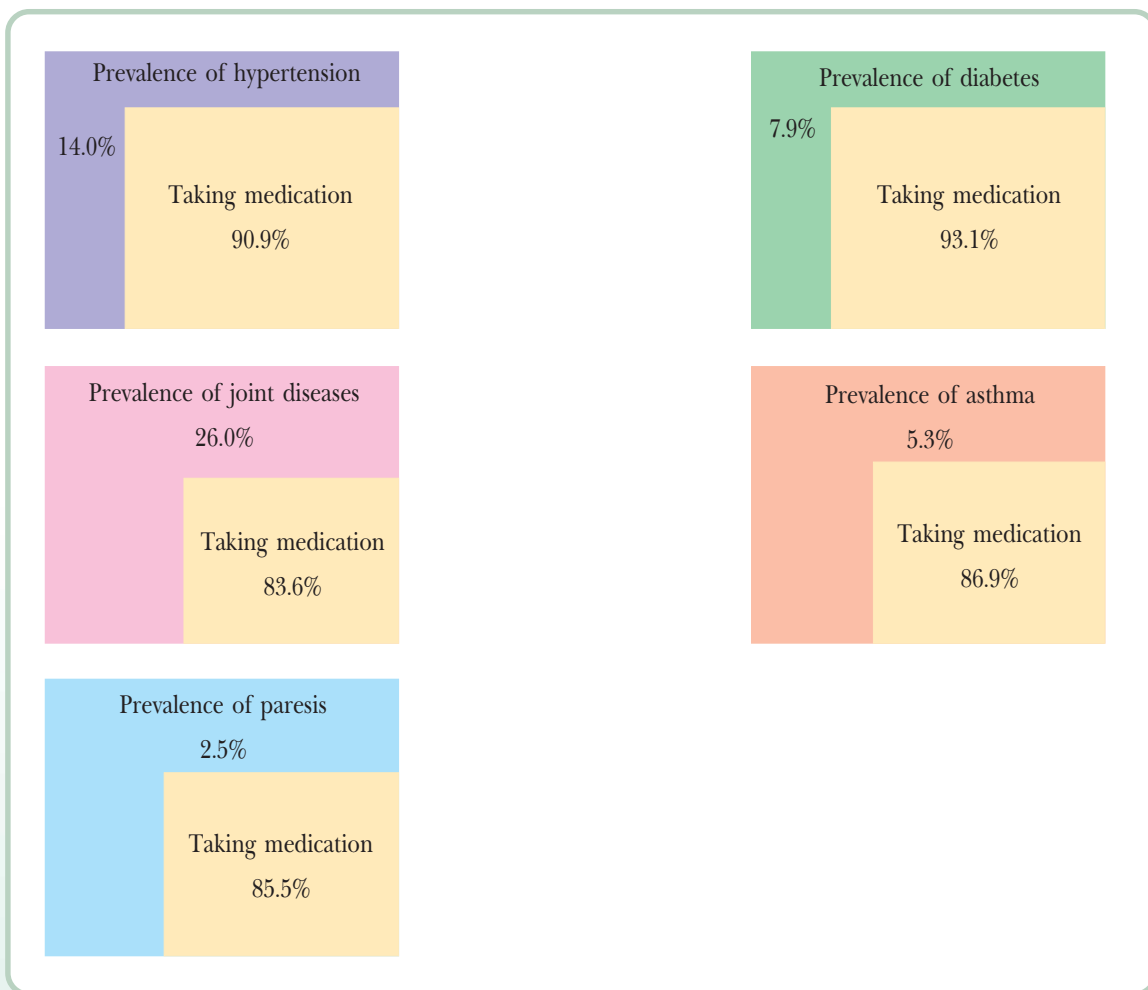 Prevalence of hypertension
14.0%
Taking medication
90.9%
Prevalence of diabetes
7.9%
Taking medication
93.1%
Prevalence of joint diseases
26.0%
Taking medication
83.6%
Prevalence of asthma
5.3%
Taking medication
86.9%
Prevalence of paresis
2.5%
Taking medication
85.5%